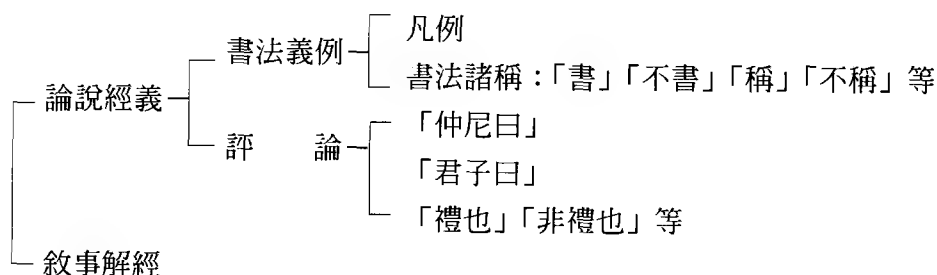 凡例
書法義例
書法諸稱：「書」「不書」「稱」「不稱」等
論說經義
「仲尼曰」
評論
「君子曰」
「禮也」「非禮也」等
敘事解經